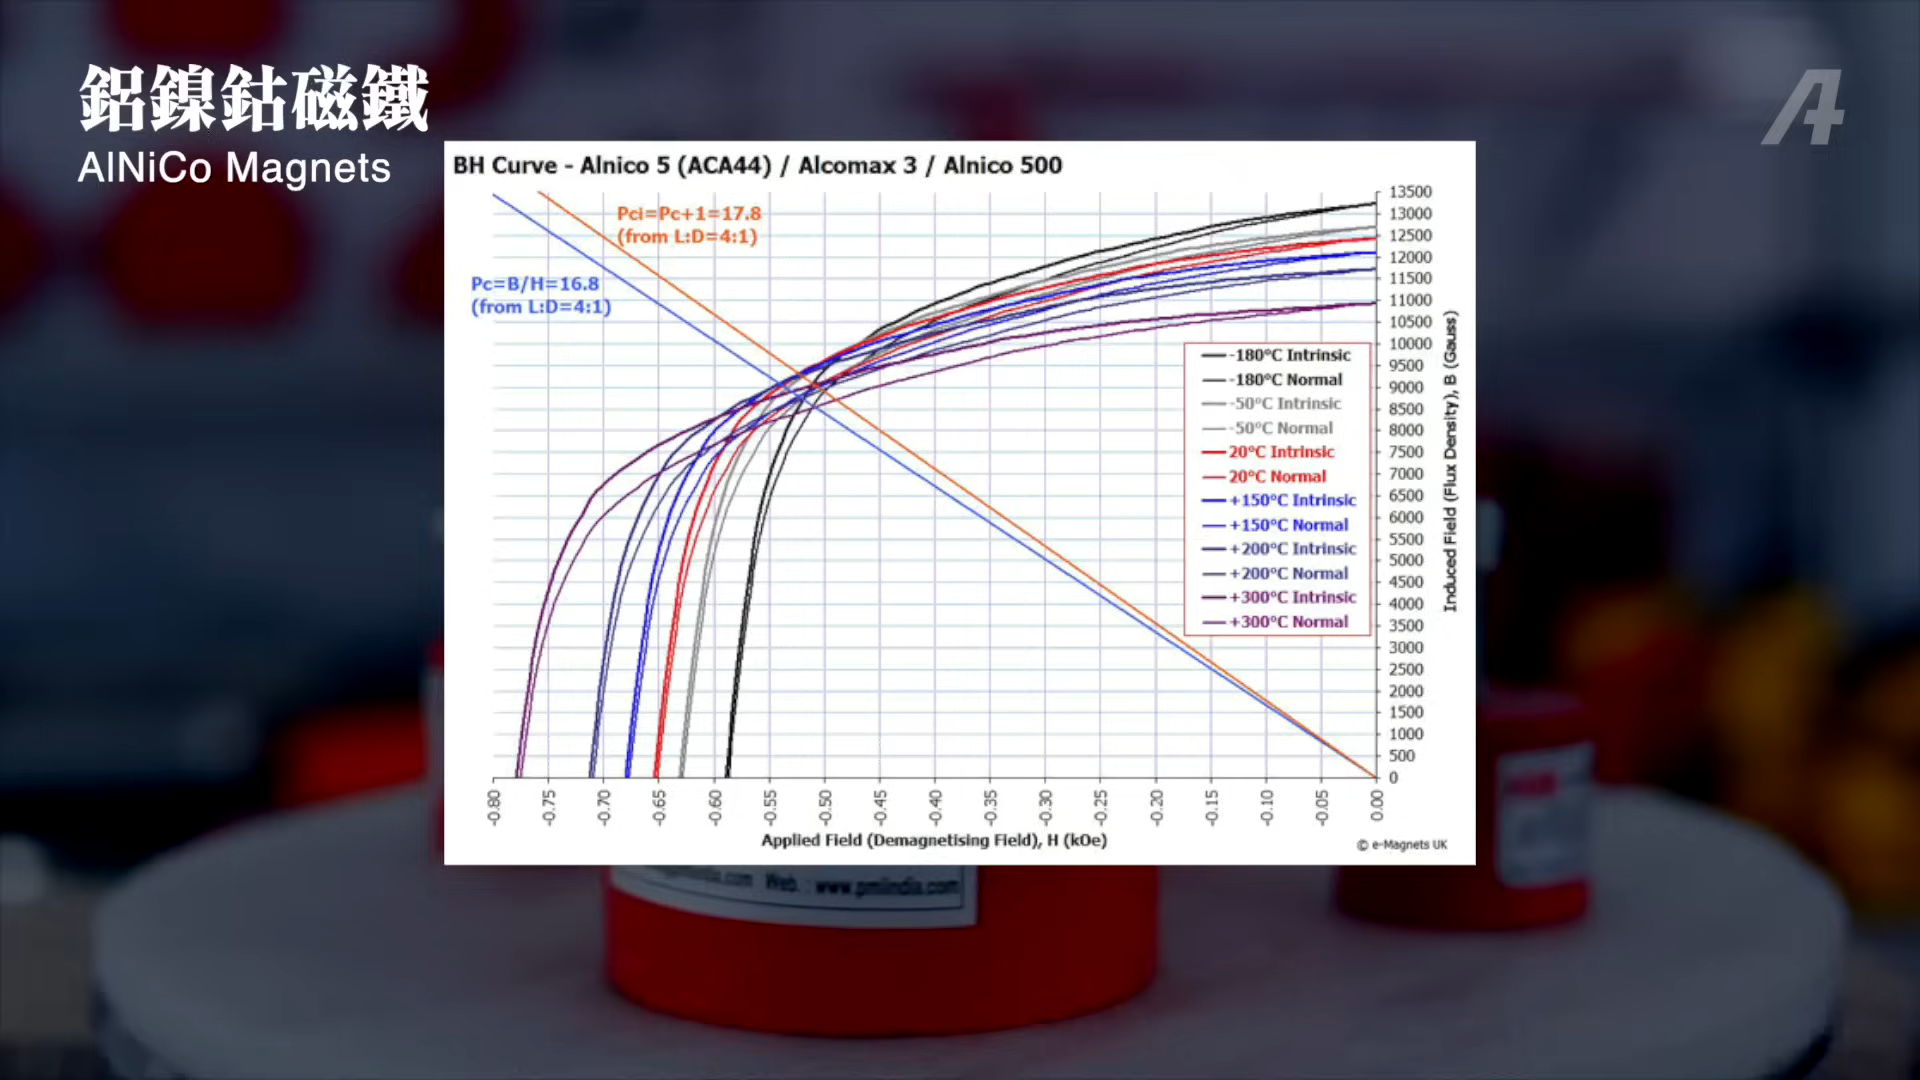 鋁鎳鈷磁鐵
AlNiCo Magnets
BH Curve - Alnico 5 (ACA44) / Alcomax 3 / Alnico 500
Pci=Pc+1=17.8
(from L:D=4:1)
Pc=B/H=16.8
(from L:D=4:1)
13500
13000
12500
12000
11500
11000
10500
10000
9500
9000
8500
8000
7500
7000
6500
6000
5500
5000
4500
4000
3500
3000
2500
2000
1500
1000
500
0
Induced Field (Flux Density), B (Gauss)
-180°C Intrinsic
-180°C Normal
-50°C Intrinsic
-50°C Normal
20°C Intrinsic
20°C Normal
+150°C Intrinsic
+150°C Normal
+200°C Intrinsic
+200°C Normal
+300°C Intrinsic
+300°C Normal
-0.80 -0.75 -0.70 -0.65 -0.60 -0.55 -0.50 -0.45 -0.40 -0.35 -0.30 -0.25 -0.20 -0.15 -0.10 -0.05 0.00
Applied Field (Demagnetising Field), H (kOe)
© e-Magnets UK
Web. : www.pmlindia.com